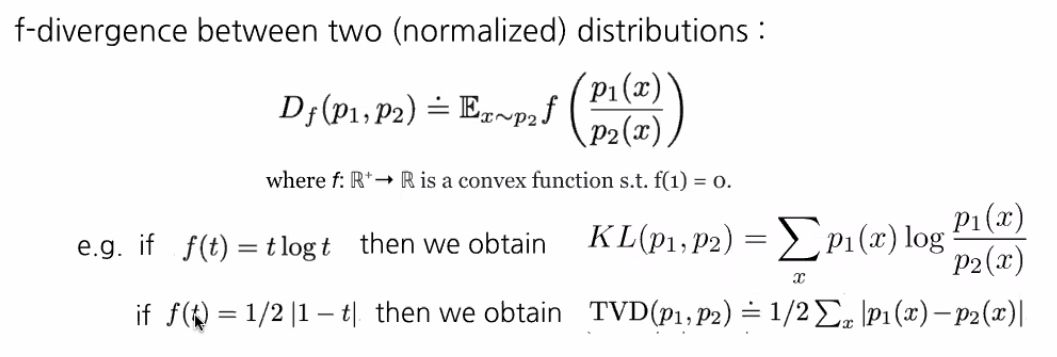 f-divergence between two (normalized) distributions :
D_f(p_1, p_2) ≐ 𝔼_{x∼p_2} f ( p_1(x) / p_2(x) )
where f: ℝ⁺→ ℝ is a convex function s.t. f(1) = 0.
e.g. if f(t) = t log t then we obtain KL(p_1, p_2) = ∑_x p_1(x) log p_1(x) / p_2(x)
if f(t) = 1/2 |1 − t| then we obtain TVD(p_1, p_2) ≐ 1/2 ∑_x |p_1(x) − p_2(x)|